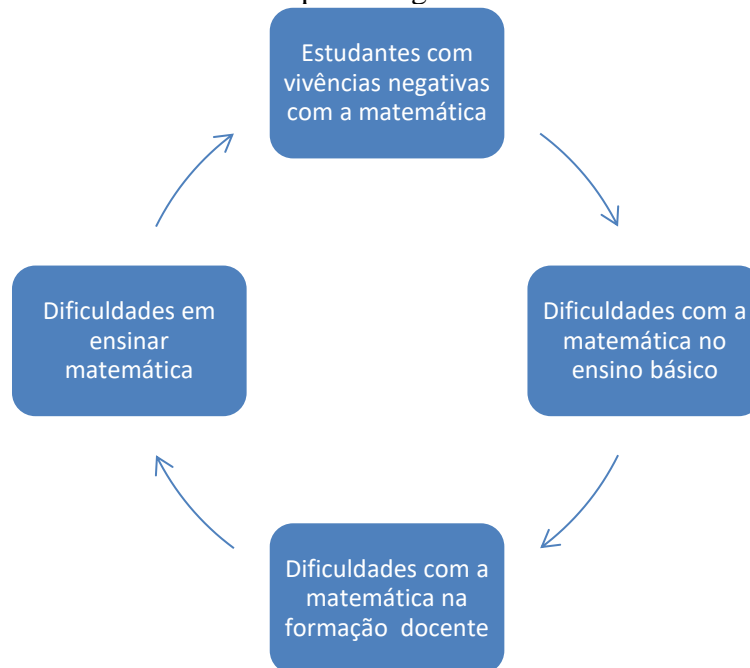 Estudantes com
vivências negativas
com a matemática
Dificuldades com a
matemática no
ensino básico
Dificuldades com a
matemática na
formação docente
Dificuldades em
ensinar
matemática